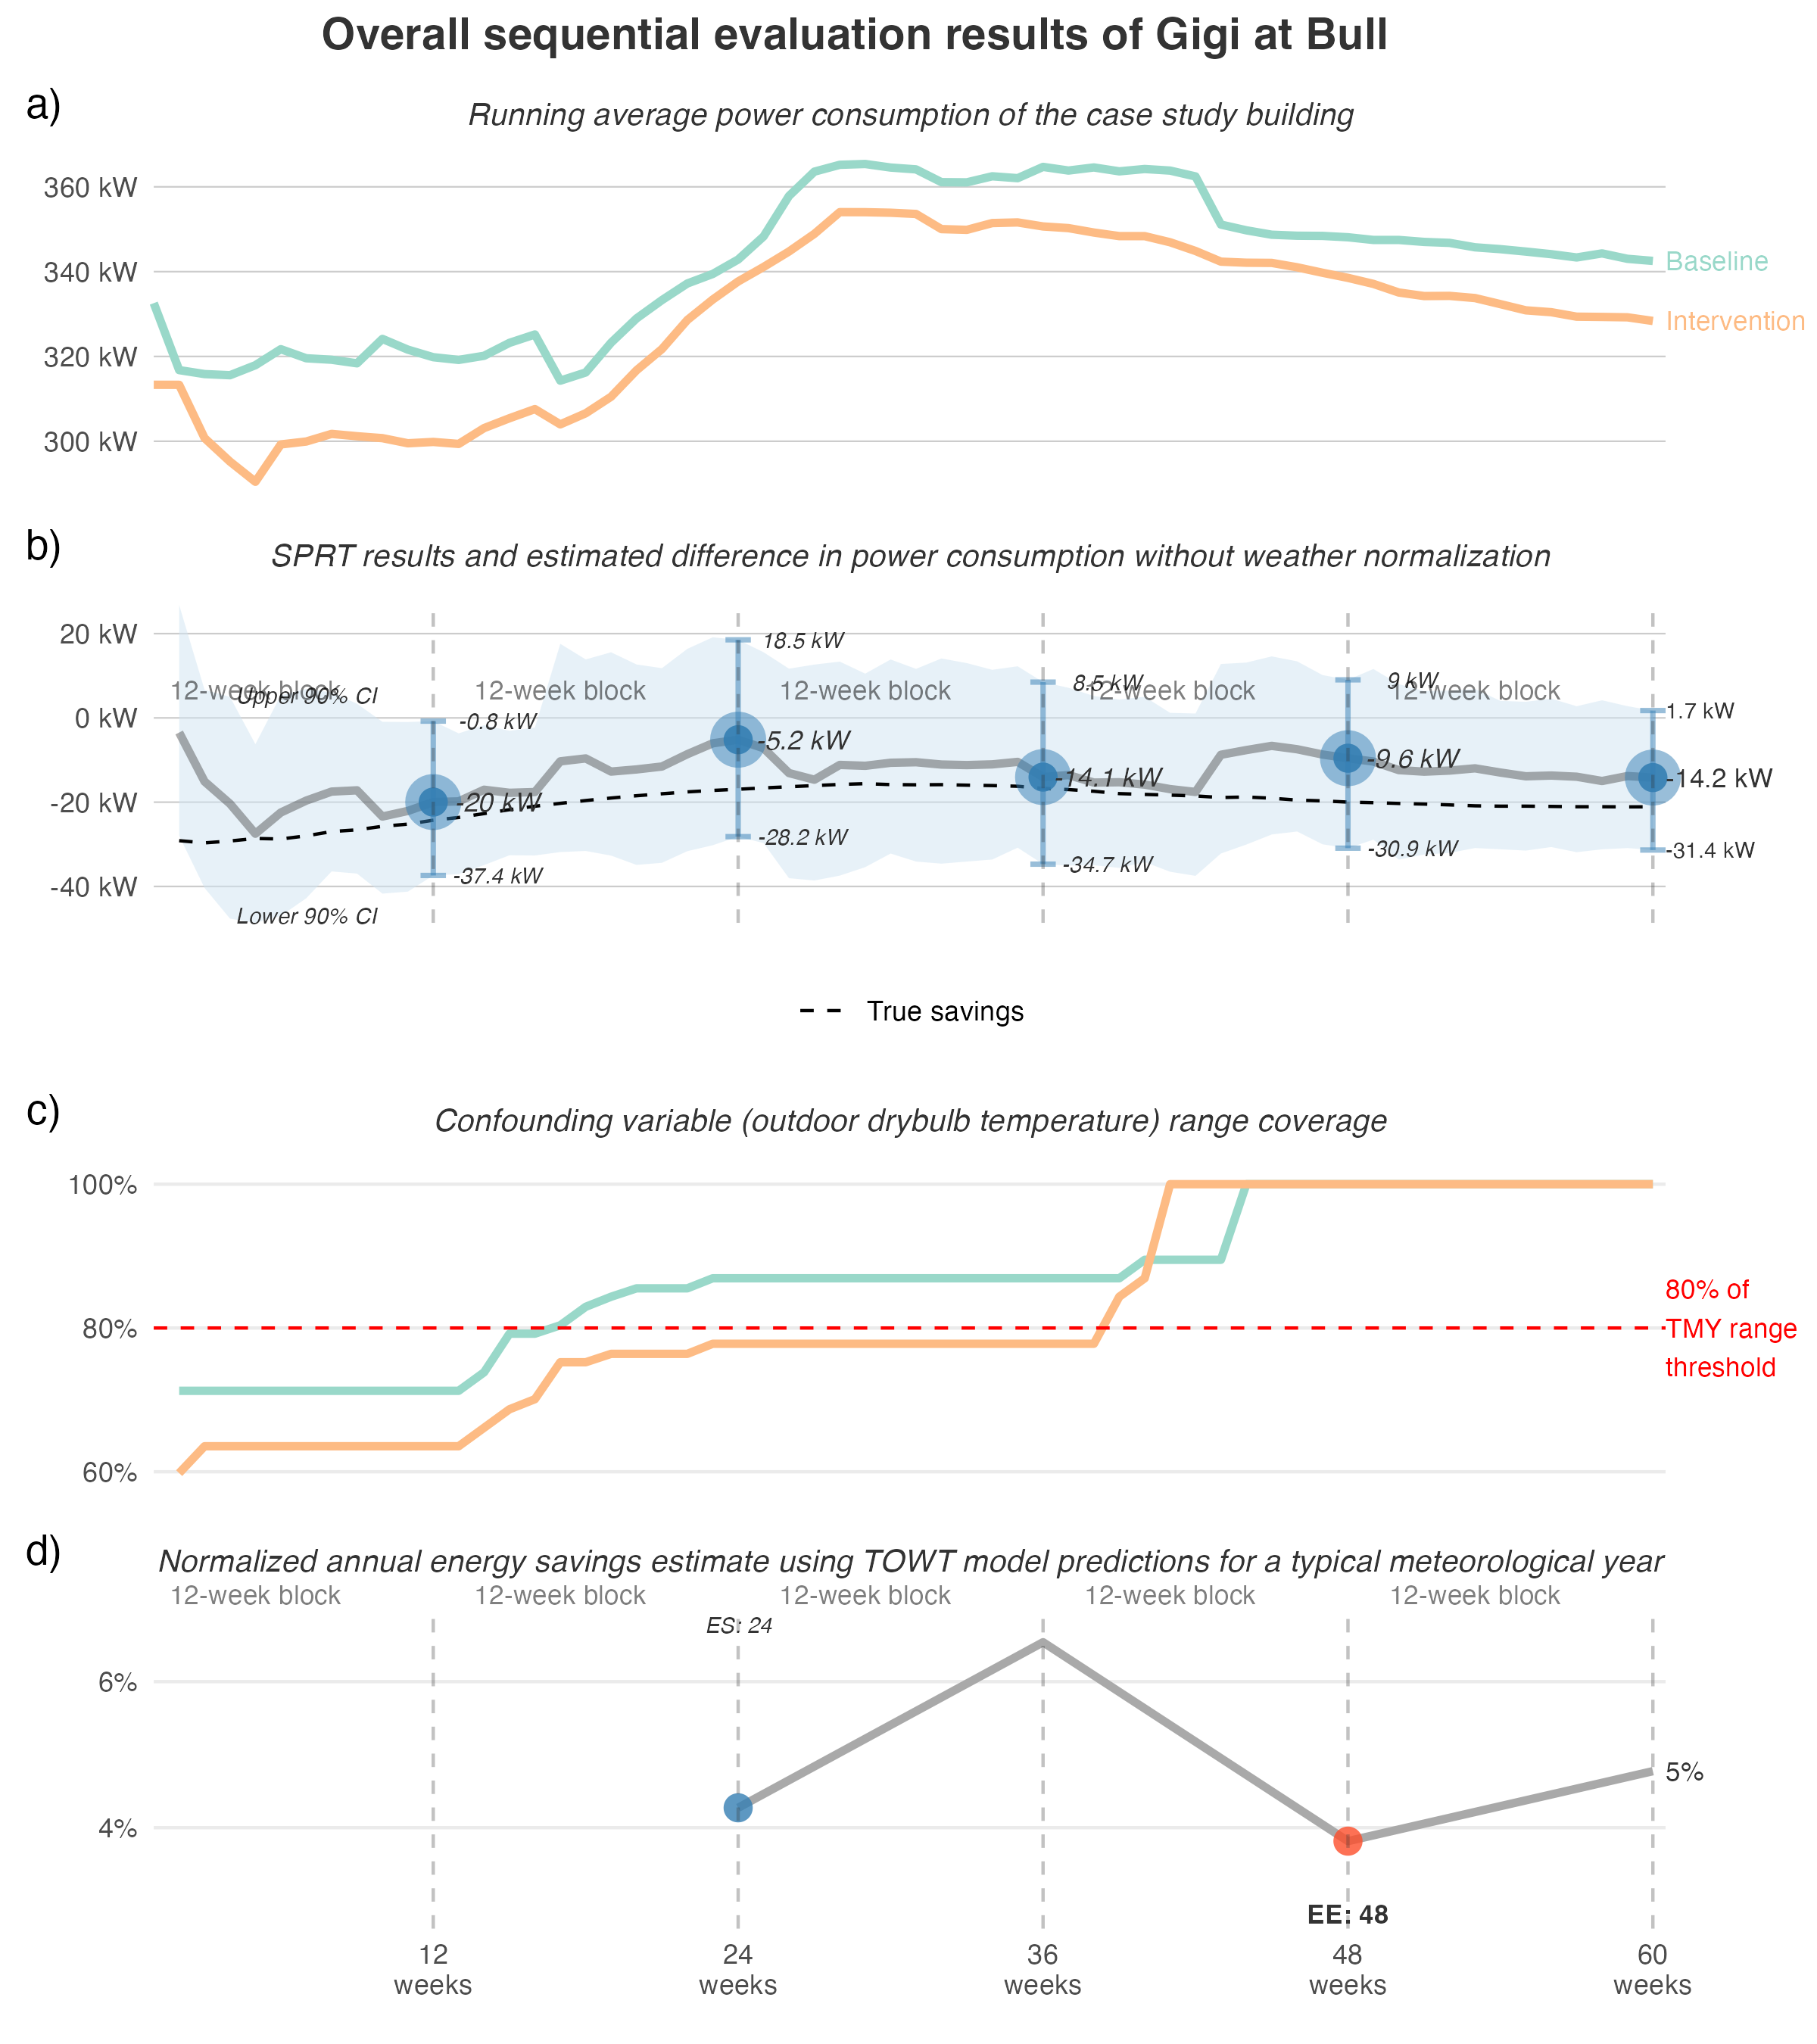 Overall sequential evaluation results of Gigi at Bull
a)
Running average power consumption of the case study building
360 kW
340 kW
320 kW
300 kW
Baseline
Intervention
b)
SPRT results and estimated difference in power consumption without weather normalization
20 kW
0 kW
-20 kW
-40 kW
12-week block
12-week block
12-week block
12-week block
12-week block
Upper 90% CI
Lower 90% CI
-0.8 kW
-20 kW
-37.4 kW
18.5 kW
-5.2 kW
-28.2 kW
8.5 kW
-14.1 kW
-34.7 kW
9 kW
-9.6 kW
-30.9 kW
1.7 kW
-14.2 kW
-31.4 kW
True savings
c)
Confounding variable (outdoor drybulb temperature) range coverage
100%
80%
60%
80% of
TMY range
threshold
d)
Normalized annual energy savings estimate using TOWT model predictions for a typical meteorological year
12-week block
12-week block
12-week block
12-week block
12-week block
ES: 24
6%
4%
5%
EE: 48
12
weeks
24
weeks
36
weeks
48
weeks
60
weeks